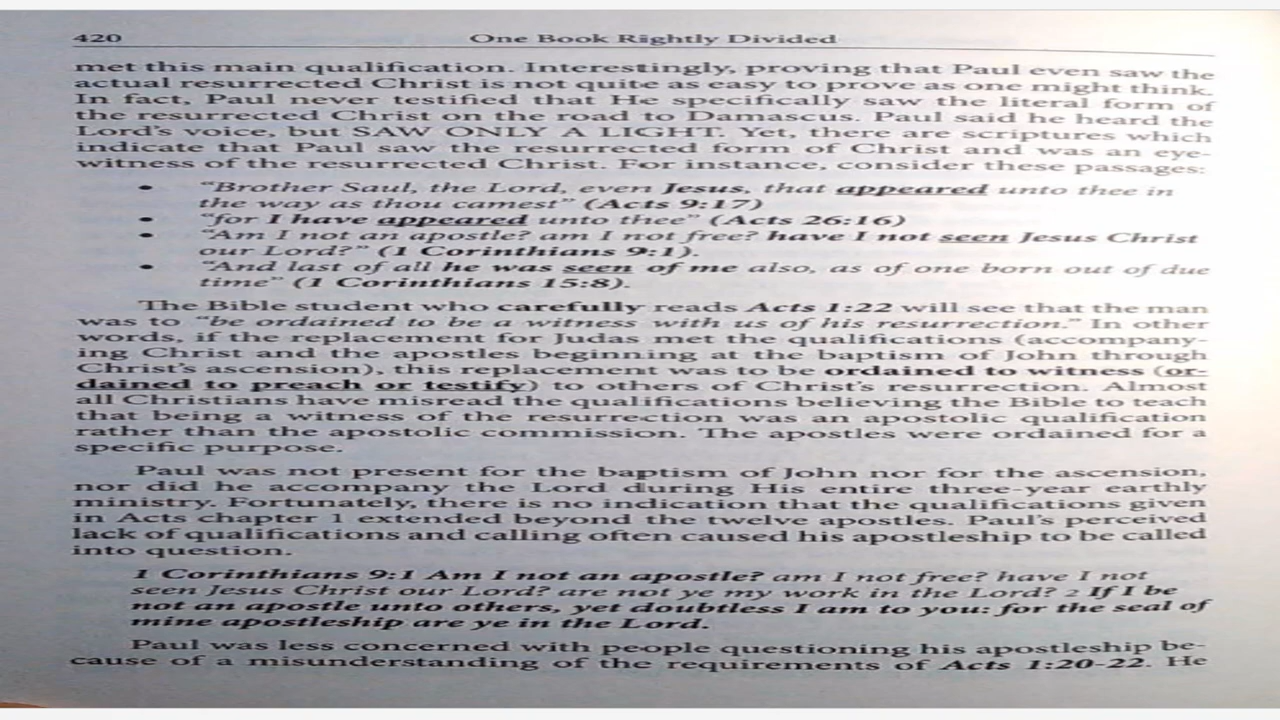 420
One Book Rightly Divided
met this main qualification. Interestingly, proving that Paul even saw the
actual resurrected Christ is not quite as easy to prove as one might think.
In fact, Paul never testified that He specifically saw the literal form of
the resurrected Christ on the road to Damascus. Paul said he heard the
Lord's voice, but SAW ONLY A LIGHT. Yet, there are scriptures which
indicate that Paul saw the resurrected form of Christ and was an eye-
witness of the resurrected Christ. For instance, consider these passages:
• "Brother Saul, the Lord, even Jesus, that appeared unto thee in
the way as thou camest" (Acts 9:17)
• "for I have appeared unto thee" (Acts 26:16)
• "Am I not an apostle? am I not free? have I not seen Jesus Christ
our Lord?" (1 Corinthians 9:1).
• "And last of all he was seen of me also, as of one born out of due
time" (1 Corinthians 15:8).
The Bible student who carefully reads Acts 1:22 will see that the man
was to "be ordained to be a witness with us of his resurrection." In other
words, if the replacement for Judas met the qualifications (accompany-
ing Christ and the apostles beginning at the baptism of John through
Christ's ascension), this replacement was to be ordained to witness (or-
dained to preach or testify) to others of Christ's resurrection. Almost
all Christians have misread the qualifications believing the Bible to teach
that being a witness of the resurrection was an apostolic qualification
rather than the apostolic commission. The apostles were ordained for a
specific purpose.
Paul was not present for the baptism of John nor for the ascension,
nor did he accompany the Lord during His entire three-year earthly
ministry. Fortunately, there is no indication that the qualifications given
in Acts chapter 1 extended beyond the twelve apostles. Paul's perceived
lack of qualifications and calling often caused his apostleship to be called
into question.
1 Corinthians 9:1 Am I not an apostle? am I not free? have I not
seen Jesus Christ our Lord? are not ye my work in the Lord? 2 If I be
not an apostle unto others, yet doubtless I am to you: for the seal of
mine apostleship are ye in the Lord.
Paul was less concerned with people questioning his apostleship be-
cause of a misunderstanding of the requirements of Acts 1:20-22. He